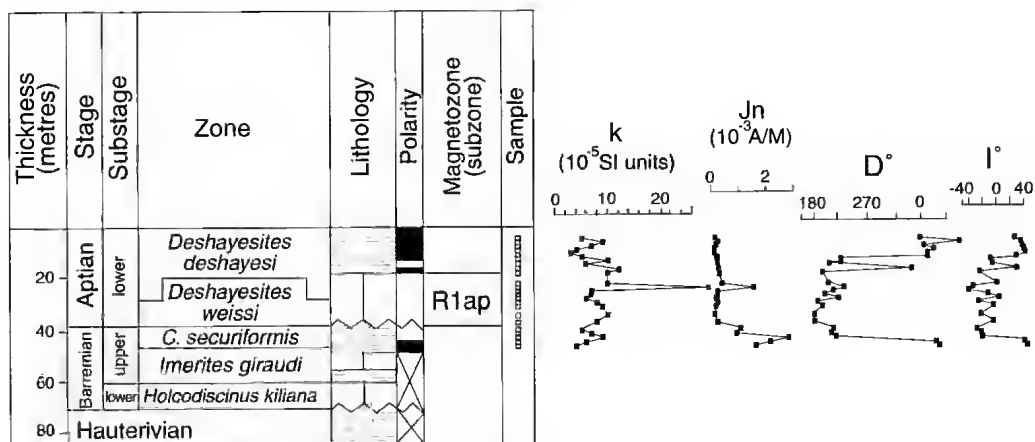 Thickness
(metres)
Stage
Substage
Zone
Lithology
Polarity
Magnetozone
(subzone)
Sample
k
(10⁻⁵SI units)
0
10
20
Jn
(10⁻³A/M)
0
2
D°
180
270
0
I°
-40
0
40
20
40
60
80
Aptian
lower
Deshayesites
deshayesi
Deshayesites
weissi
R1ap
Barremian
upper
C. securiformis
Imerites giraudi
lower
Holcodiscinus kiliana
Hauterivian